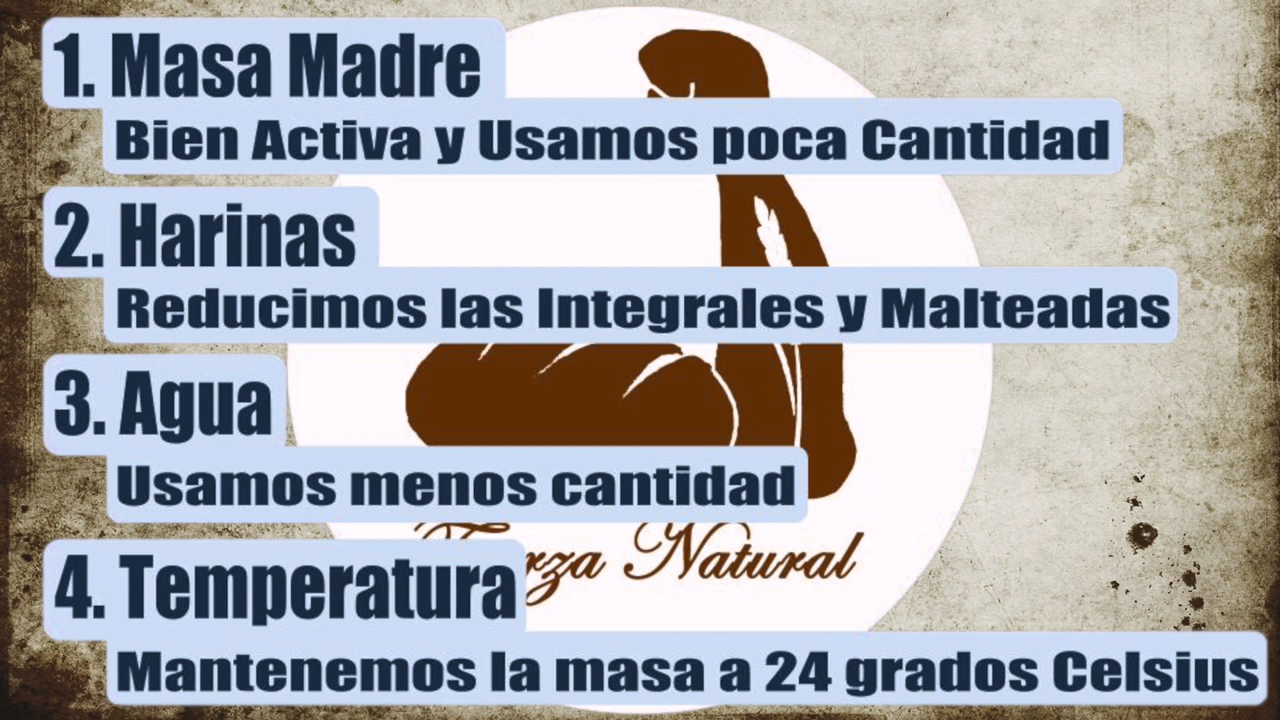 1. Masa Madre
Bien Activa y Usamos poca Cantidad
2. Harinas
Reducimos las Integrales y Malteadas
3. Agua
Usamos menos cantidad
4. Temperatura
Natural
Mantenemos la masa a 24 grados Celsius